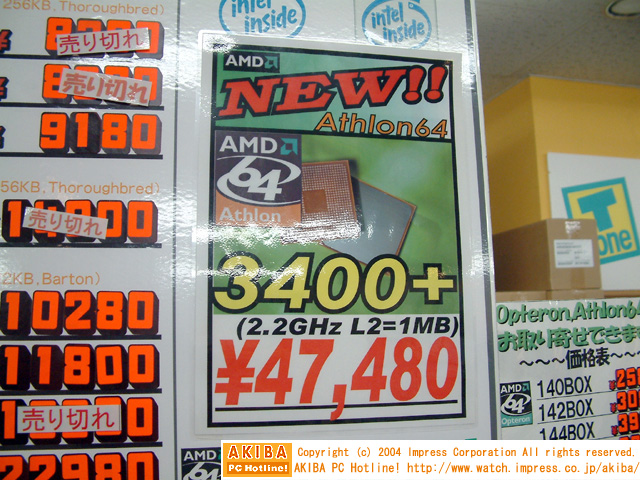 256KB, Thoroughbred)
売り切れ
売り切れ
9180
56KB, Thoroughbred)
売り切れ
2KB, Barton)
10280
11800
売り切れ
22980
intel inside
intel inside
AMD
NEW!!
Athlon64
AMD
64
Athlon
3400+
(2.2GHz L2=1MB)
¥47,480
AMD
T
one
Opteron,Athlon6
お取り寄せでき
～～～価格表～
AMD
64
Opteron
140BOX
142BOX
144BOX
AKIBA
PC Hotline!
Copyright (c) 2004 Impress Corporation All rights reserved.
AKIBA PC Hotline! http://www.watch.impress.co.jp/akiba/